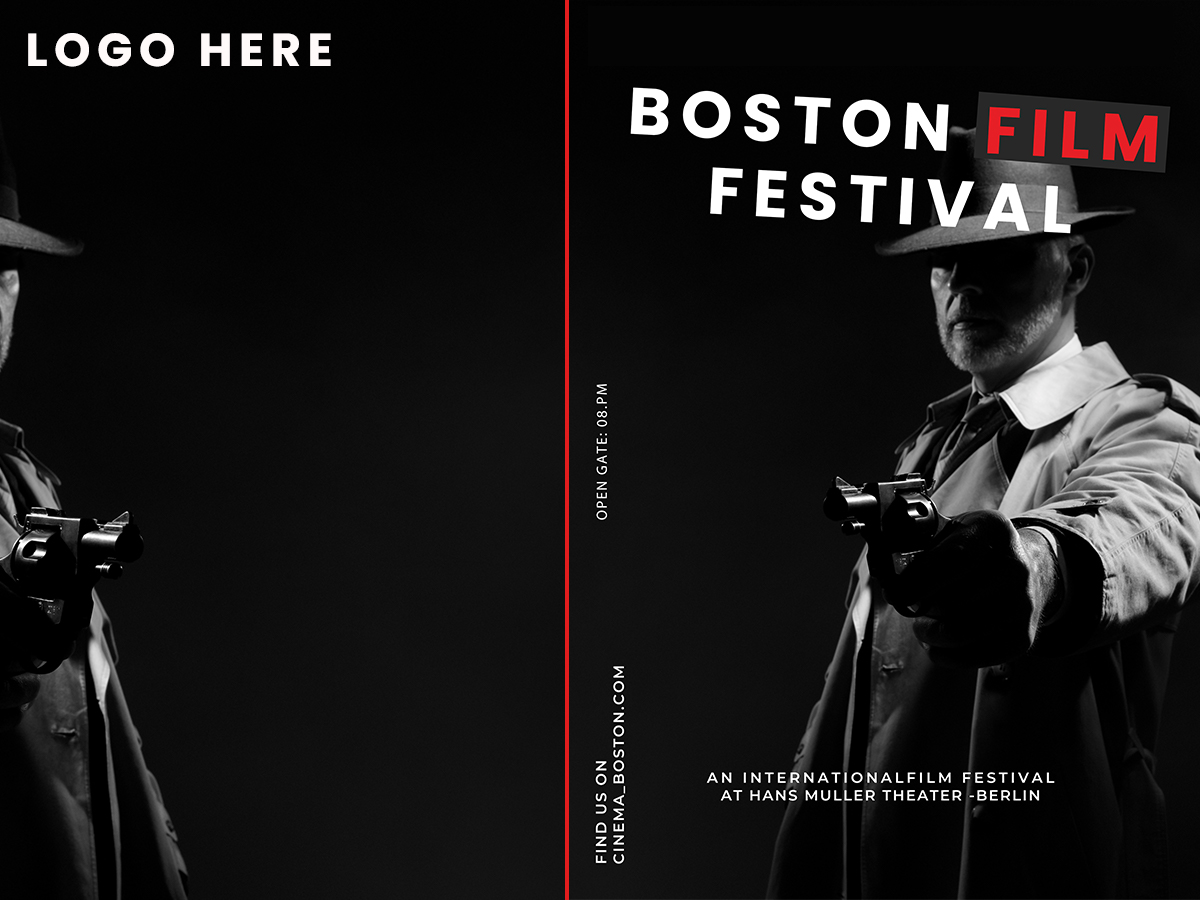 LOGO HERE
BOSTON FILM
FESTIVAL
OPEN GATE: 08.PM
FIND US ON
CINEMA_BOSTON.COM
AN INTERNATIONALFILM FESTIVAL
AT HANS MULLER THEATER -BERLIN